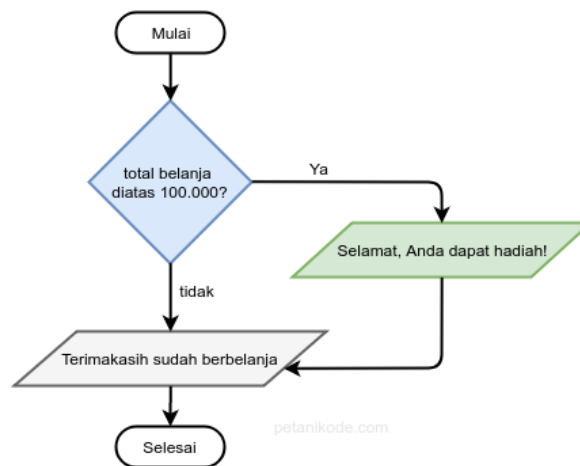 Mulai
total belanja
diatas 100.000?
Ya
Selamat, Anda dapat hadiah!
tidak
Terimakasih sudah berbelanja
petanikode.com
Selesai